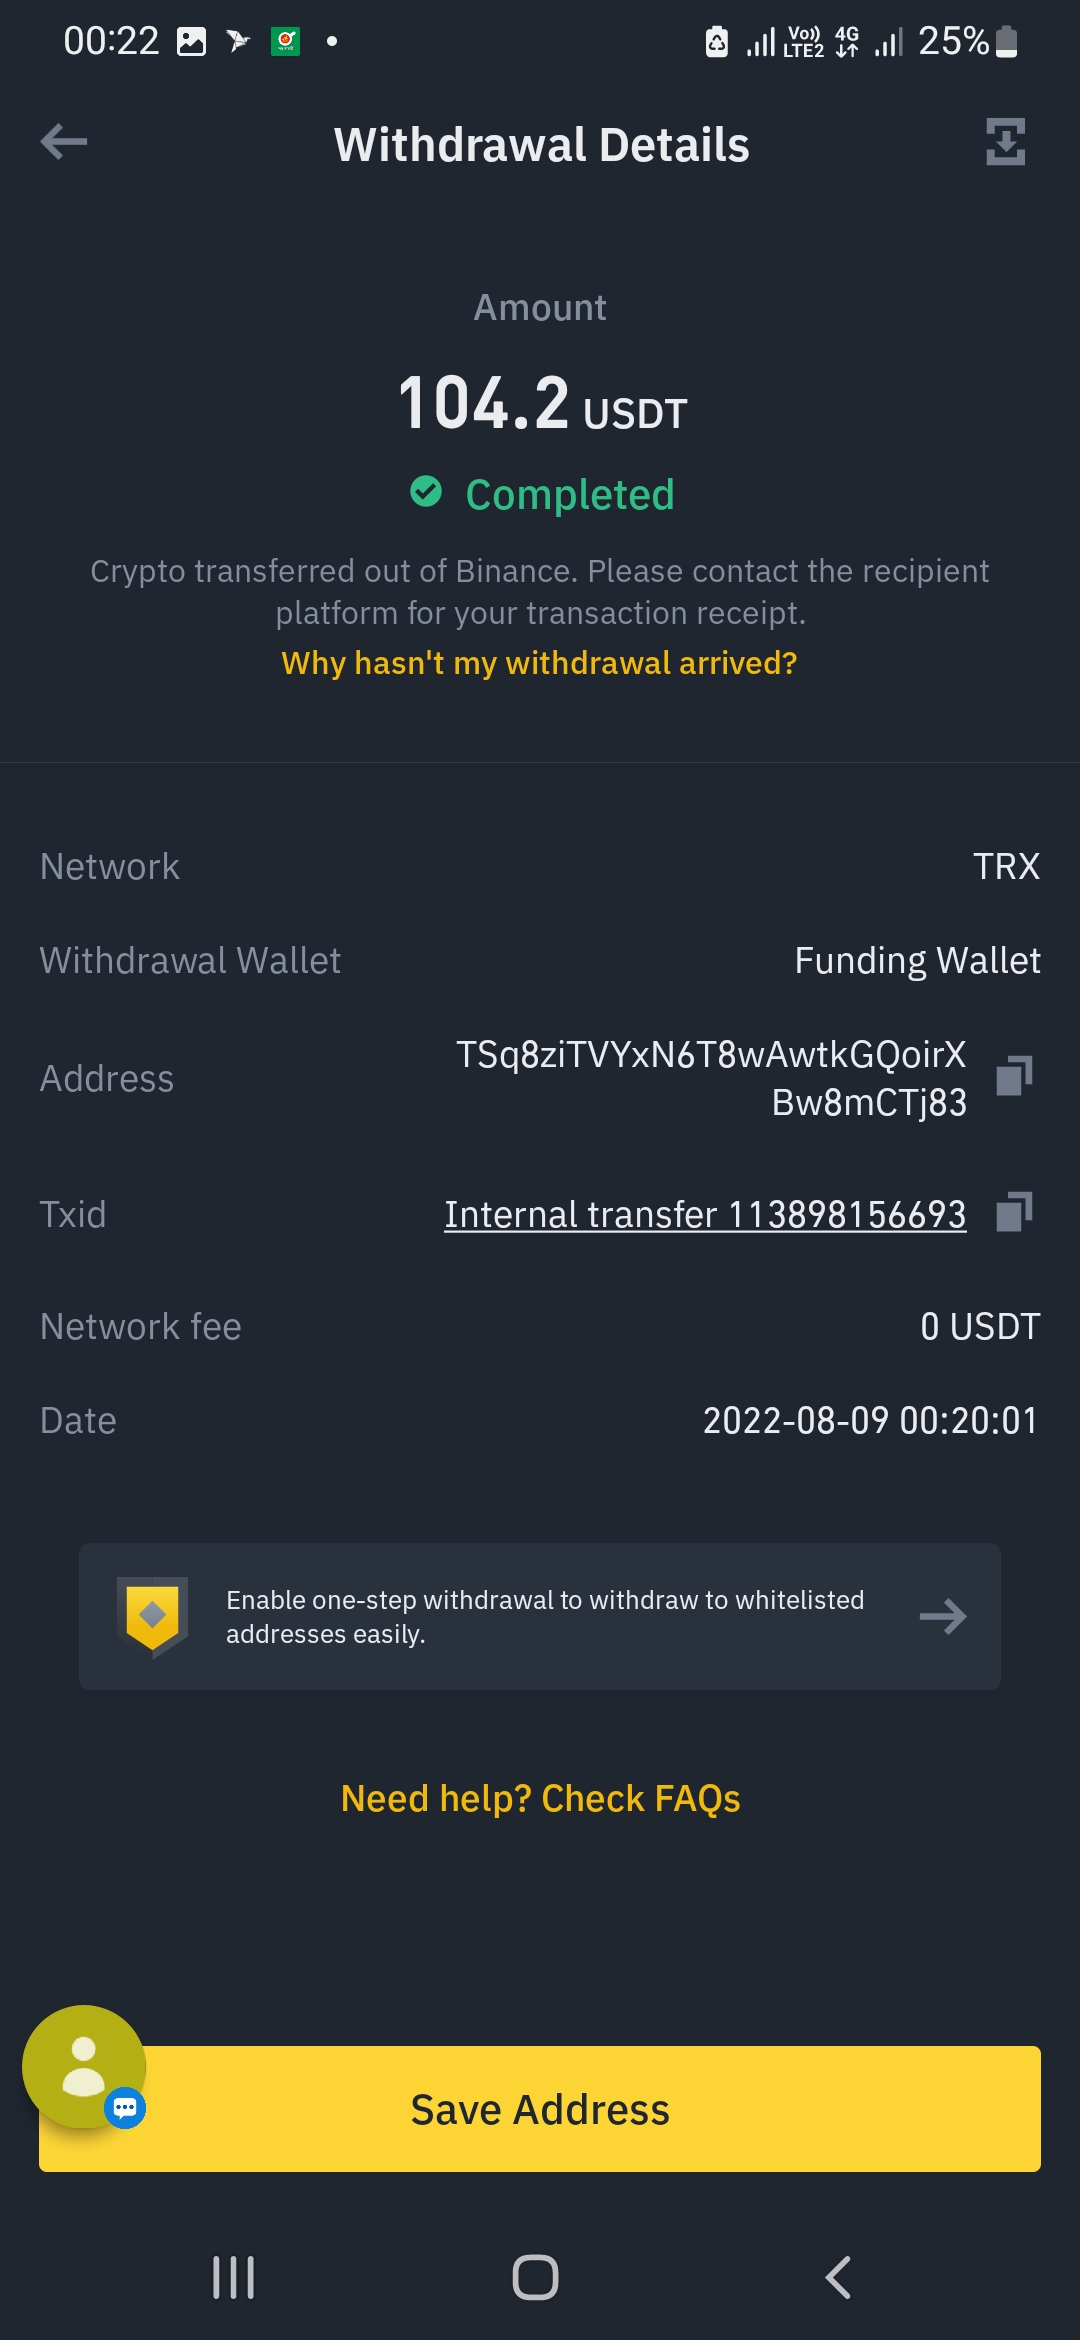 00:22
Vo)) LTE2 4G 25%
Withdrawal Details
Amount
104.2 USDT
Completed
Crypto transferred out of Binance. Please contact the recipient
platform for your transaction receipt.
Why hasn't my withdrawal arrived?
Network TRX
Withdrawal Wallet Funding Wallet
Address TSq8ziTVYxN6T8wAwtkGQoirX
Bw8mCTj83
Txid Internal transfer 113898156693
Network fee 0 USDT
Date 2022-08-09 00:20:01
Enable one-step withdrawal to withdraw to whitelisted
addresses easily.
Need help? Check FAQs
Save Address